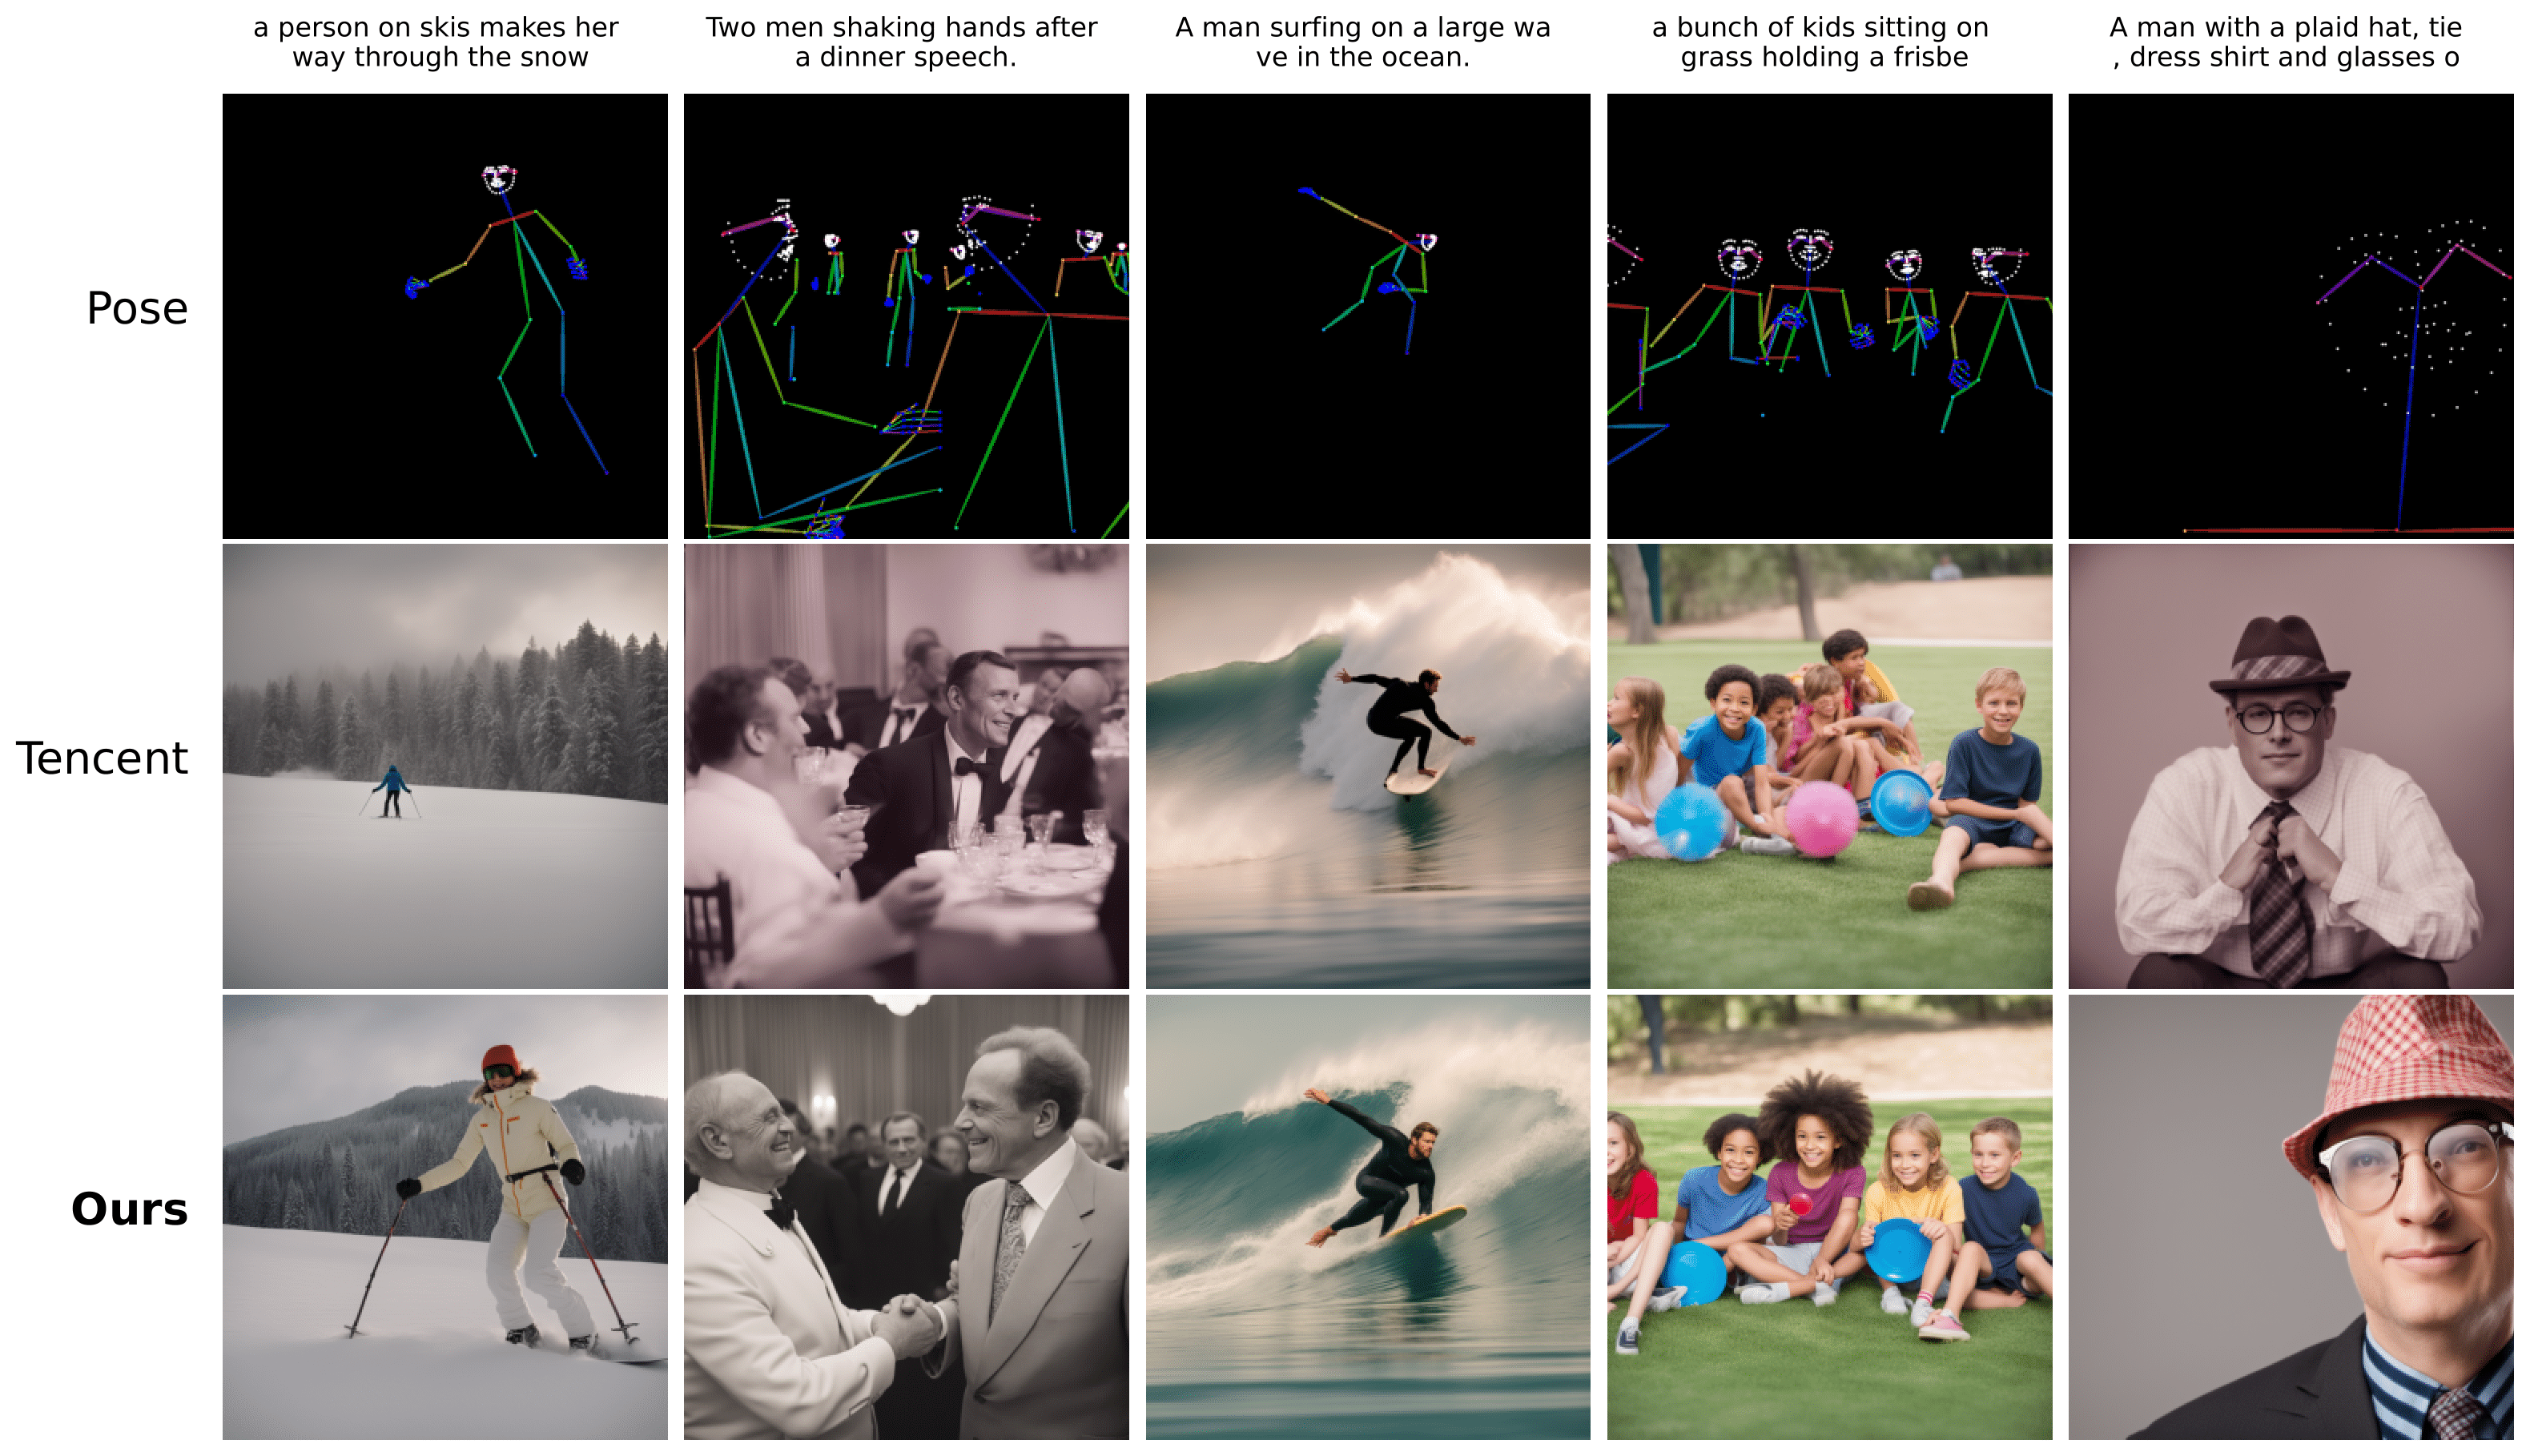 a person on skis makes her
way through the snow
Two men shaking hands after
a dinner speech.
A man surfing on a large wa
ve in the ocean.
a bunch of kids sitting on
grass holding a frisbe
A man with a plaid hat, tie
, dress shirt and glasses o
Pose
Tencent
Ours